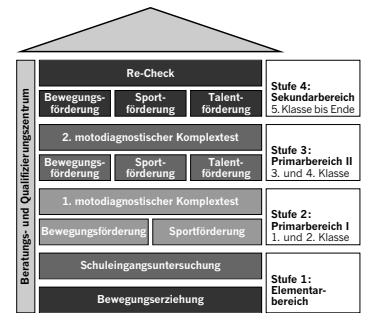 Re-Check
Bewegungs-
förderung
Sport-
förderung
Talent-
förderung
Stufe 4:
Sekundarbereich
5. Klasse bis Ende
2. motodiagnostischer Komplextest
Bewegungs-
förderung
Sport-
förderung
Talent-
förderung
Stufe 3:
Primarbereich II
3. und 4. Klasse
1. motodiagnostischer Komplextest
Bewegungsförderung
Sportförderung
Stufe 2:
Primarbereich I
1. und 2. Klasse
Schuleingangsuntersuchung
Bewegungserziehung
Stufe 1:
Elementar-
bereich
Beratungs- und Qualifizierungszentrum